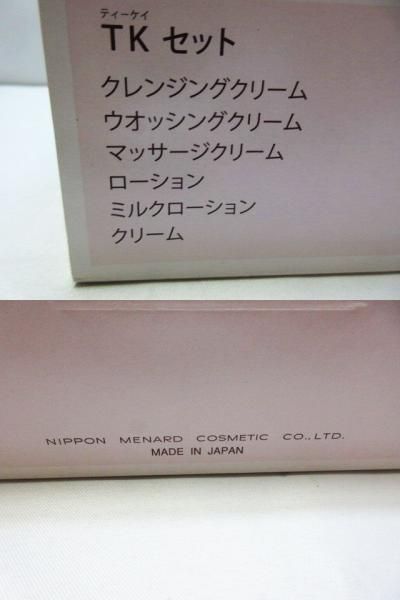 ティーケイ
TK セット
クレンジングクリーム
ウオッシングクリーム
マッサージクリーム
ローション
ミルクローション
クリーム
NIPPON MENARD COSMETIC CO., LTD.
MADE IN JAPAN